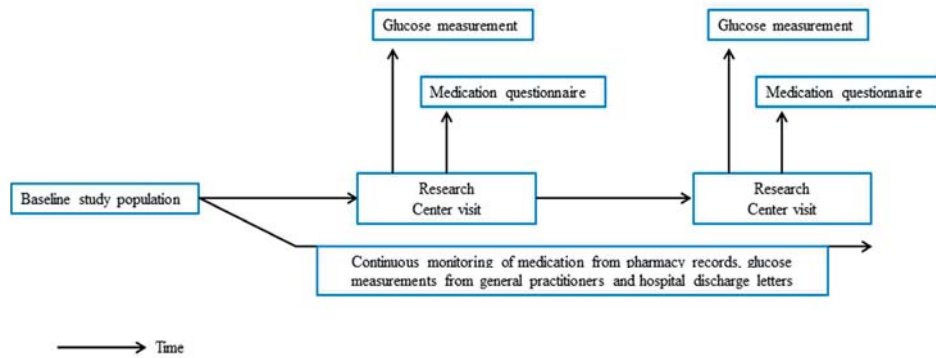 Glucose measurement
Glucose measurement
Medication questionnaire
Medication questionnaire
Baseline study population
Research
Center visit
Research
Center visit
Continuous monitoring of medication from pharmacy records, glucose
measurements from general practitioners and hospital discharge letters
Time